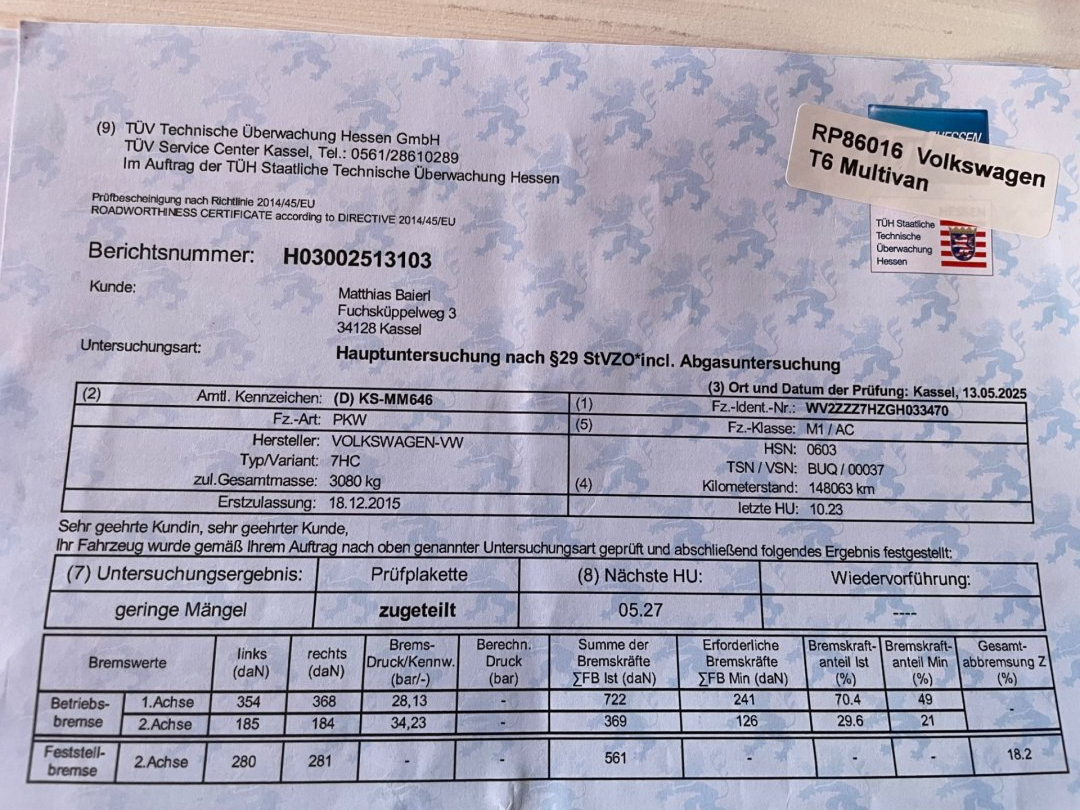 (9) TÜV Technische Überwachung Hessen GmbH
TÜV Service Center Kassel, Tel.: 0561/28610289
Im Auftrag der TÜH Staatliche Technische Überwachung Hessen
HESSEN
RP86016 Volkswagen
T6 Multivan
Prüfbescheinigung nach Richtlinie 2014/45/EU
ROADWORTHINESS CERTIFICATE according to DIRECTIVE 2014/45/EU
TÜH Staatliche
Technische
Überwachung
Hessen
Berichtsnummer: H03002513103
Kunde:
Matthias Baierl
Fuchsküppelweg 3
34128 Kassel
Untersuchungsart: Hauptuntersuchung nach §29 StVZO*incl. Abgasuntersuchung
(3) Ort und Datum der Prüfung: Kassel, 13.05.2025
(2) Amtl. Kennzeichen: (D) KS-MM646 (1) Fz.-Ident.-Nr.: WV2ZZZ7HZGH033470
Fz.-Art: PKW (5) Fz.-Klasse: M1 / AC
Hersteller: VOLKSWAGEN-VW HSN: 0603
Typ/Variant: 7HC TSN / VSN: BUQ / 00037
zul.Gesamtmasse: 3080 kg (4) Kilometerstand: 148063 km
Erstzulassung: 18.12.2015 letzte HU: 10.23
Sehr geehrte Kundin, sehr geehrter Kunde,
Ihr Fahrzeug wurde gemäß Ihrem Auftrag nach oben genannter Untersuchungsart geprüft und abschließend folgendes Ergebnis festgestellt:
(7) Untersuchungsergebnis: Prüfplakette (8) Nächste HU: Wiedervorführung:
geringe Mängel zugeteilt 05.27 ----
Bremswerte
links
(daN)
rechts
(daN)
Brems-
Druck/Kennw.
(bar/-)
Berechn.
Druck
(bar)
Summe der
Bremskräfte
∑FB Ist (daN)
Erforderliche
Bremskräfte
∑FB Min (daN)
Bremskraft-
anteil Ist
(%)
Bremskraft-
anteil Min
(%)
Gesamt-
abbremsung Z
(%)
Betriebs-
bremse
1.Achse 354 368 28,13 - 722 241 70.4 49 -
2.Achse 185 184 34,23 - 369 126 29.6 21
Feststell-
bremse
2.Achse 280 281 - - 561 - - - 18.2